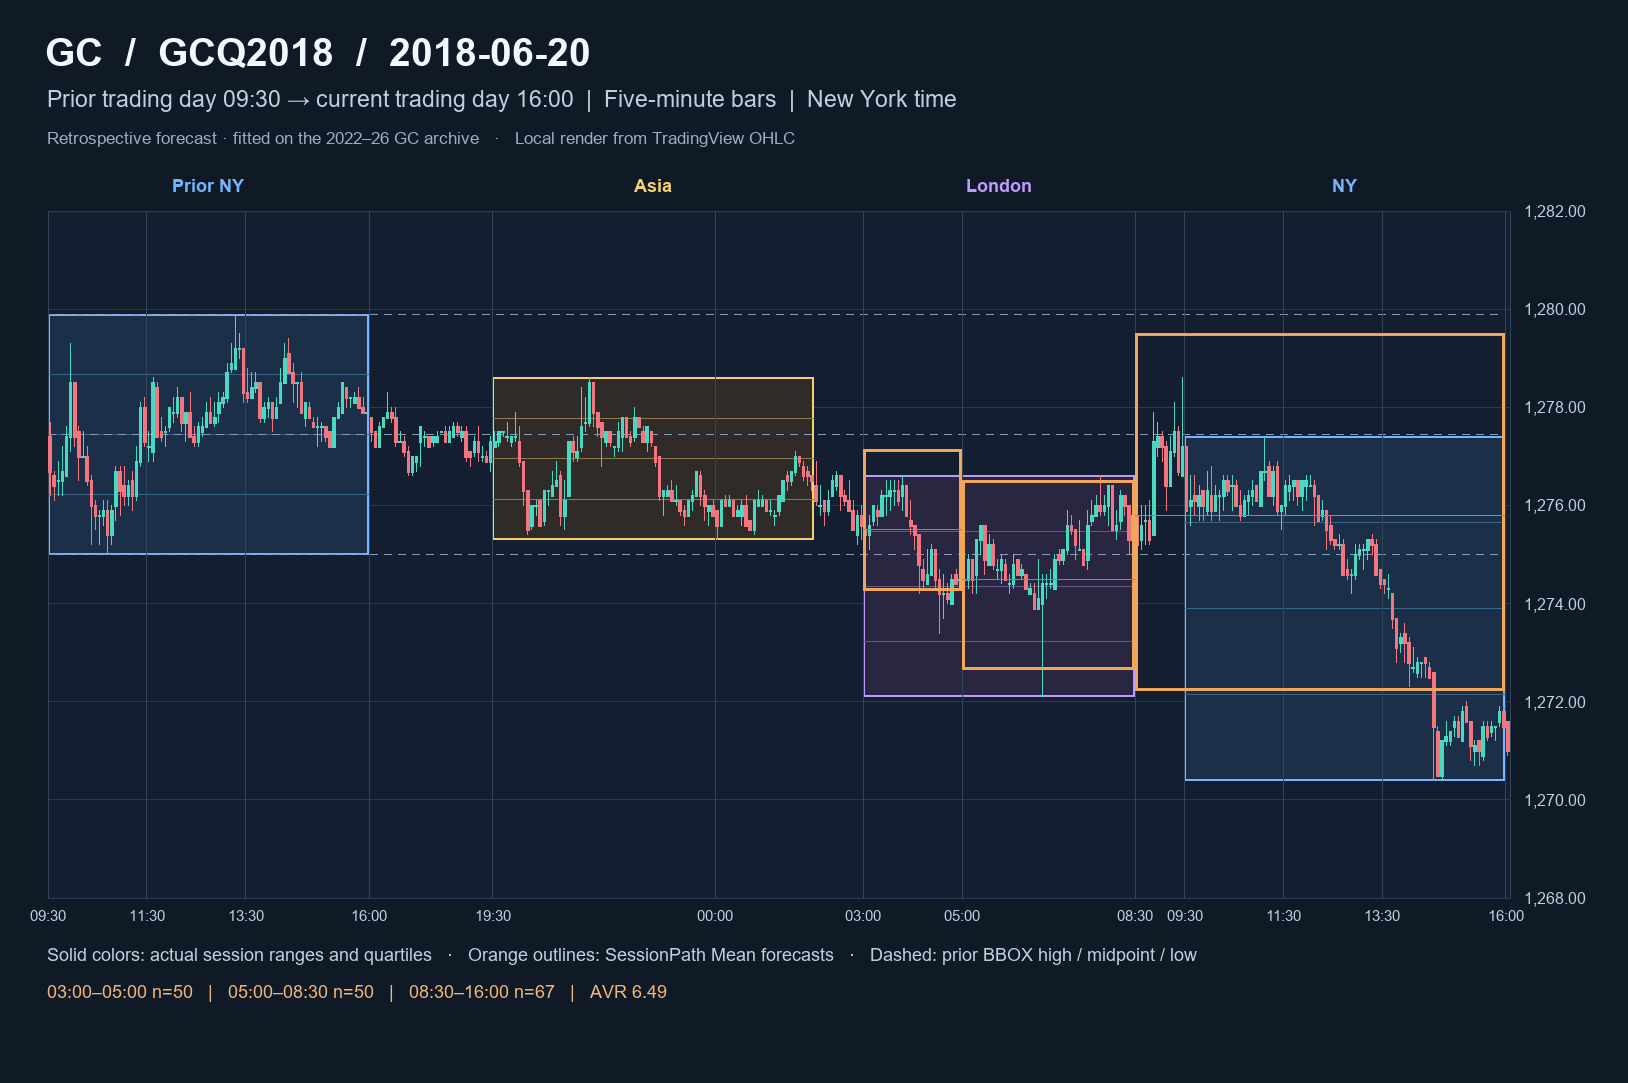 GC / GCQ2018 / 2018-06-20
Prior trading day 09:30 → current trading day 16:00 | Five-minute bars | New York time
Retrospective forecast · fitted on the 2022–26 GC archive · Local render from TradingView OHLC
Prior NY Asia London NY
1,282.00
1,280.00
1,278.00
1,276.00
1,274.00
1,272.00
1,270.00
1,268.00
09:30 11:30 13:30 16:00 19:30 00:00 03:00 05:00 08:30 09:30 11:30 13:30 16:00
Solid colors: actual session ranges and quartiles · Orange outlines: SessionPath Mean forecasts · Dashed: prior BBOX high / midpoint / low
03:00–05:00 n=50 | 05:00–08:30 n=50 | 08:30–16:00 n=67 | AVR 6.49